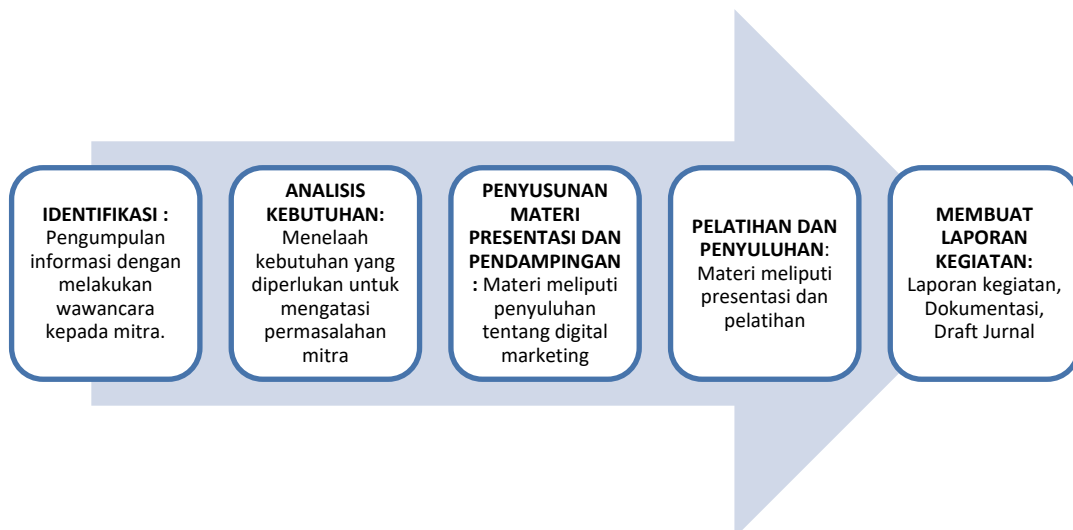 IDENTIFIKASI :
Pengumpulan
informasi dengan
melakukan
wawancara
kepada mitra.
ANALISIS
KEBUTUHAN:
Menelaah
kebutuhan yang
diperlukan untuk
mengatasi
permasalahan
mitra
PENYUSUNAN
MATERI
PRESENTASI DAN
PENDAMPINGAN
: Materi meliputi
penyuluhan
tentang digital
marketing
PELATIHAN DAN
PENYULUHAN:
Materi meliputi
presentasi dan
pelatihan
MEMBUAT
LAPORAN
KEGIATAN:
Laporan kegiatan,
Dokumentasi,
Draft Jurnal